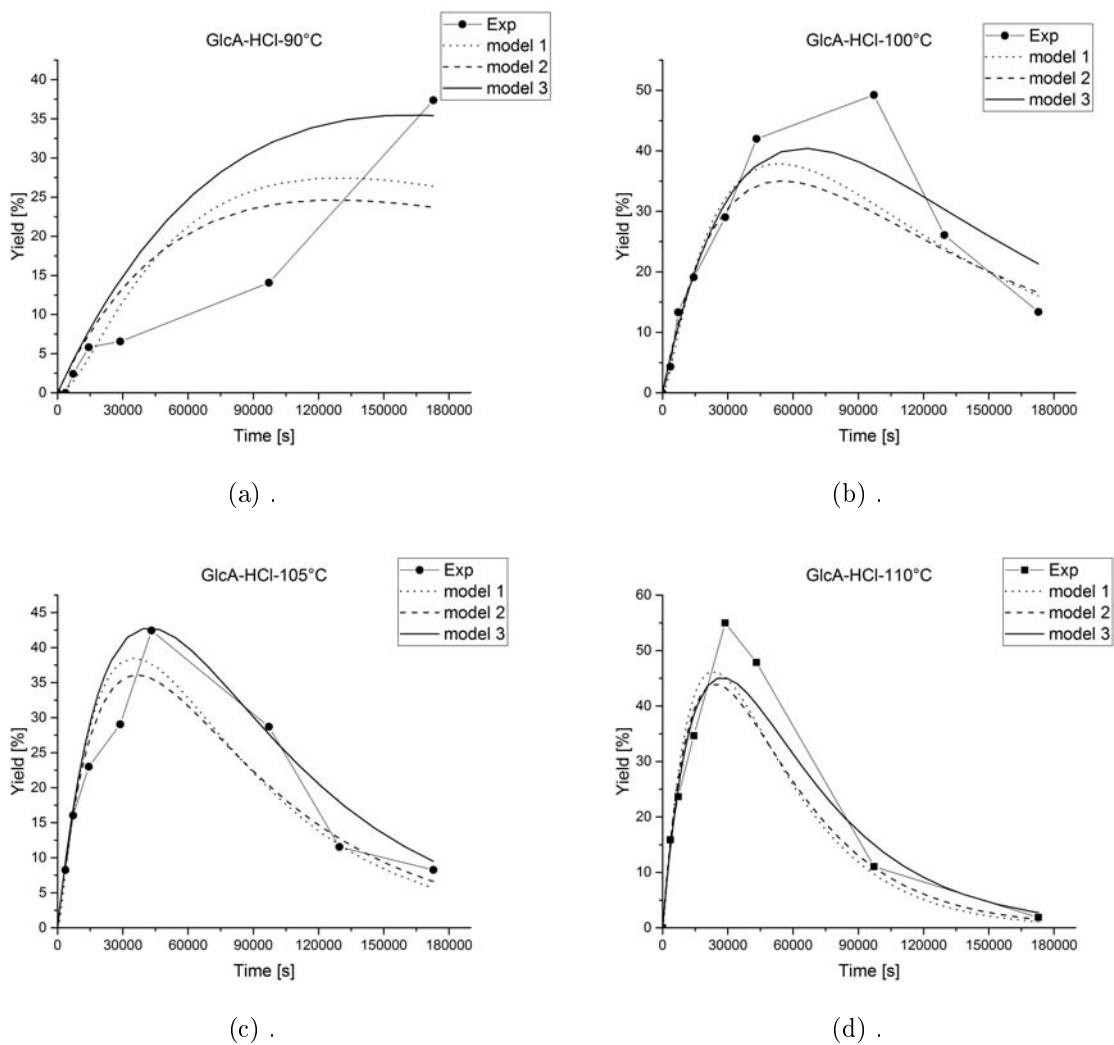 GlcA-HCl-90°C
Exp
model 1
model 2
model 3
Yield [%]
40
35
30
25
20
15
10
5
0
0 30000 60000 90000 120000 150000 180000
Time [s]
(a) .
GlcA-HCl-100°C
Exp
model 1
model 2
model 3
Yield [%]
50
40
30
20
10
0
0 30000 60000 90000 120000 150000 180000
Time [s]
(b) .
GlcA-HCl-105°C
Exp
model 1
model 2
model 3
Yield [%]
45
40
35
30
25
20
15
10
5
0
0 30000 60000 90000 120000 150000 180000
Time [s]
(c) .
GlcA-HCl-110°C
Exp
model 1
model 2
model 3
Yield [%]
60
50
40
30
20
10
0
0 30000 60000 90000 120000 150000 180000
Time [s]
(d) .